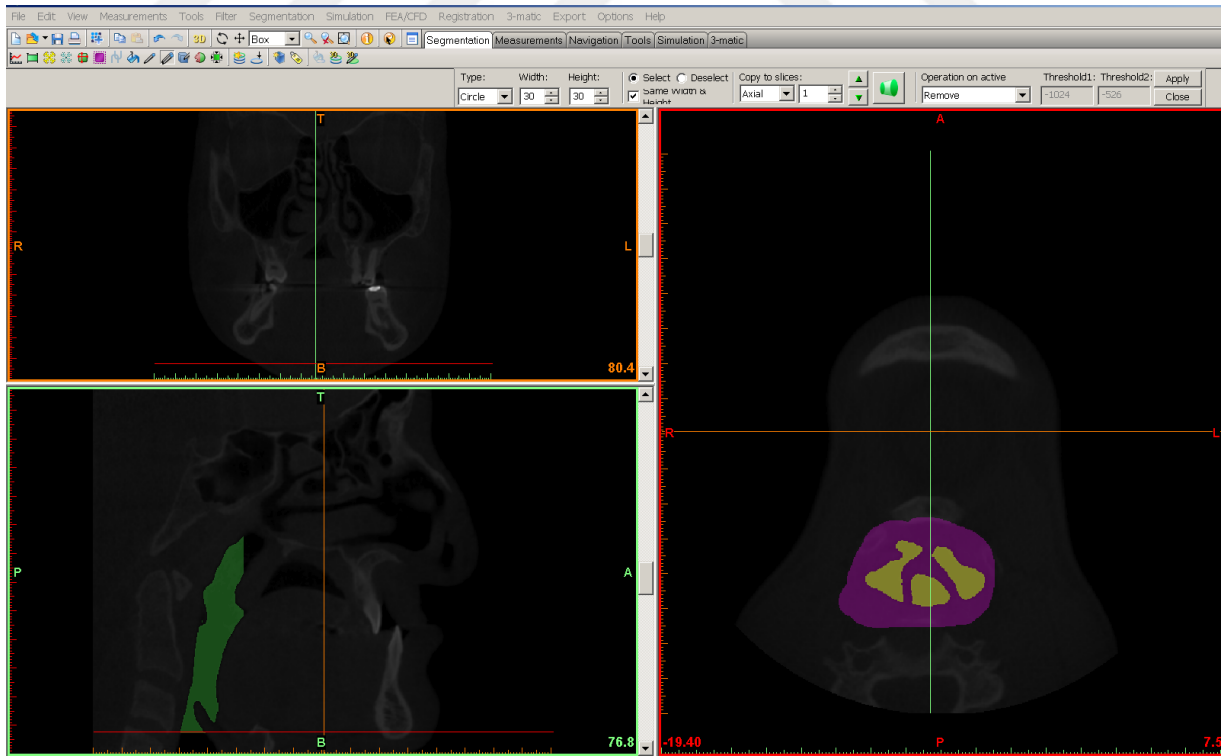 File Edit View Measurements Tools Filter Segmentation Simulation FEA/CFD Registration 3-matic Export Options Help
3D Box Segmentation Measurements Navigation Tools Simulation 3-matic
Type: Width: Height: Select Deselect Copy to slices: Operation on active Threshold1: Threshold2: Apply
Circle 30 30 Same Width & Height Axial 1 Remove -1024 -526 Close
T
R L
B 80.4
T
P A
B 76.8
A
R L
-19.40 P 7.5